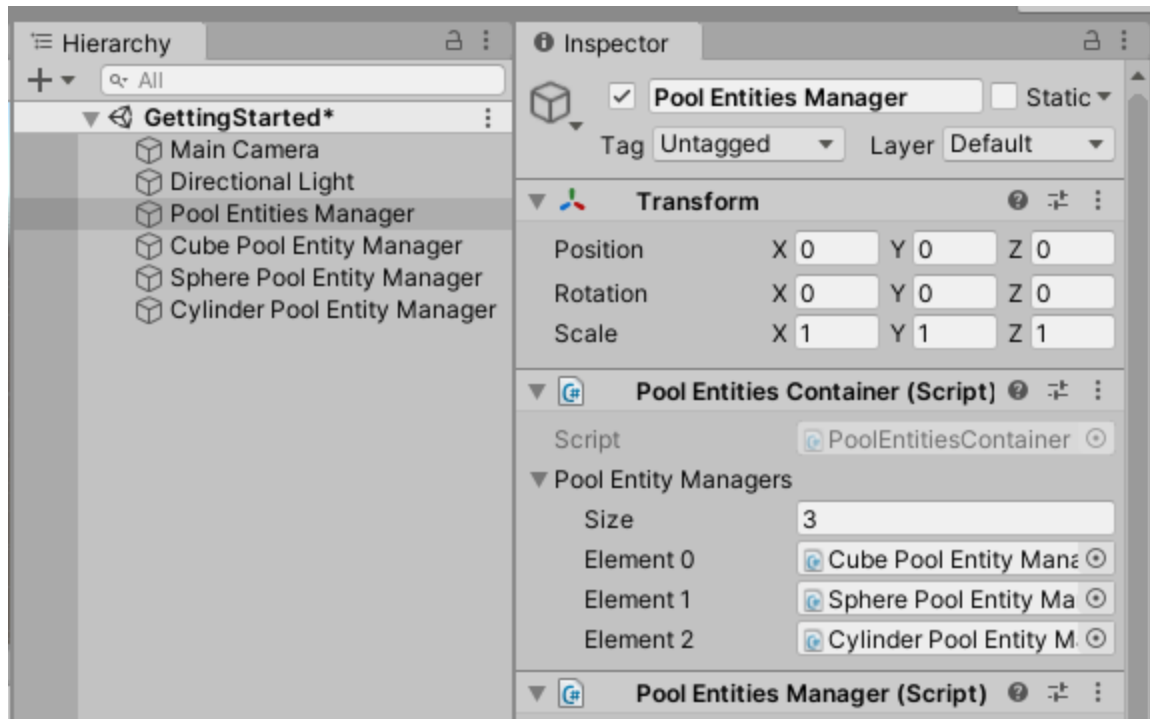 Hierarchy
All
GettingStarted*
Main Camera
Directional Light
Pool Entities Manager
Cube Pool Entity Manager
Sphere Pool Entity Manager
Cylinder Pool Entity Manager
Inspector
Pool Entities Manager Static
Tag Untagged Layer Default
Transform
Position X 0 Y 0 Z 0
Rotation X 0 Y 0 Z 0
Scale X 1 Y 1 Z 1
Pool Entities Container (Script)
Script PoolEntitiesContainer
Pool Entity Managers
Size 3
Element 0 Cube Pool Entity Mana
Element 1 Sphere Pool Entity Ma
Element 2 Cylinder Pool Entity M
Pool Entities Manager (Script)